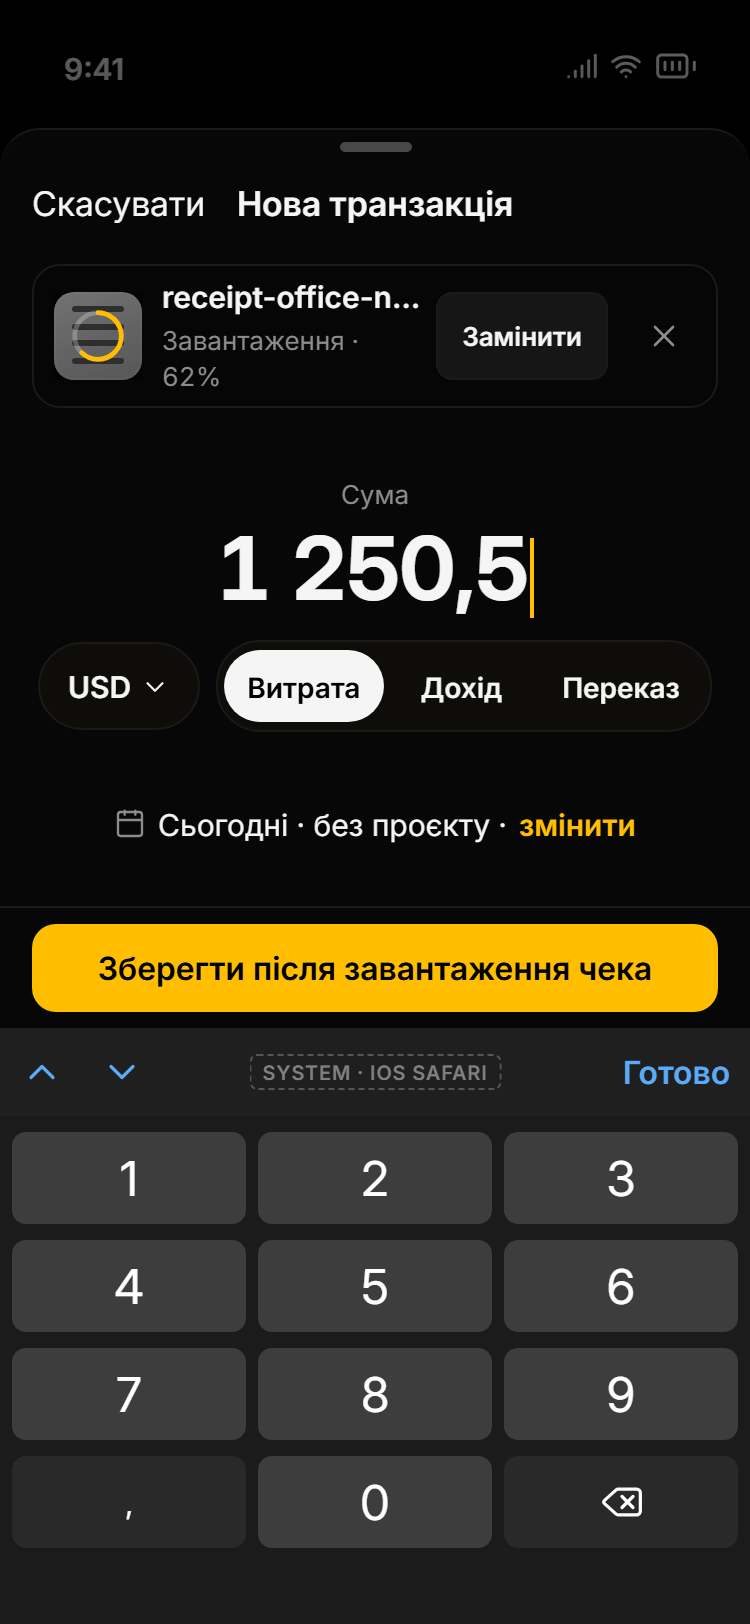 9:41
Скасувати Нова транзакція
receipt-office-n...
Завантаження ·
62%
Замінити
Сума
1 250,5
USD Витрата Дохід Переказ
Сьогодні · без проєкту · змінити
Зберегти після завантаження чека
SYSTEM · IOS SAFARI Готово
1 2 3
4 5 6
7 8 9
, 0